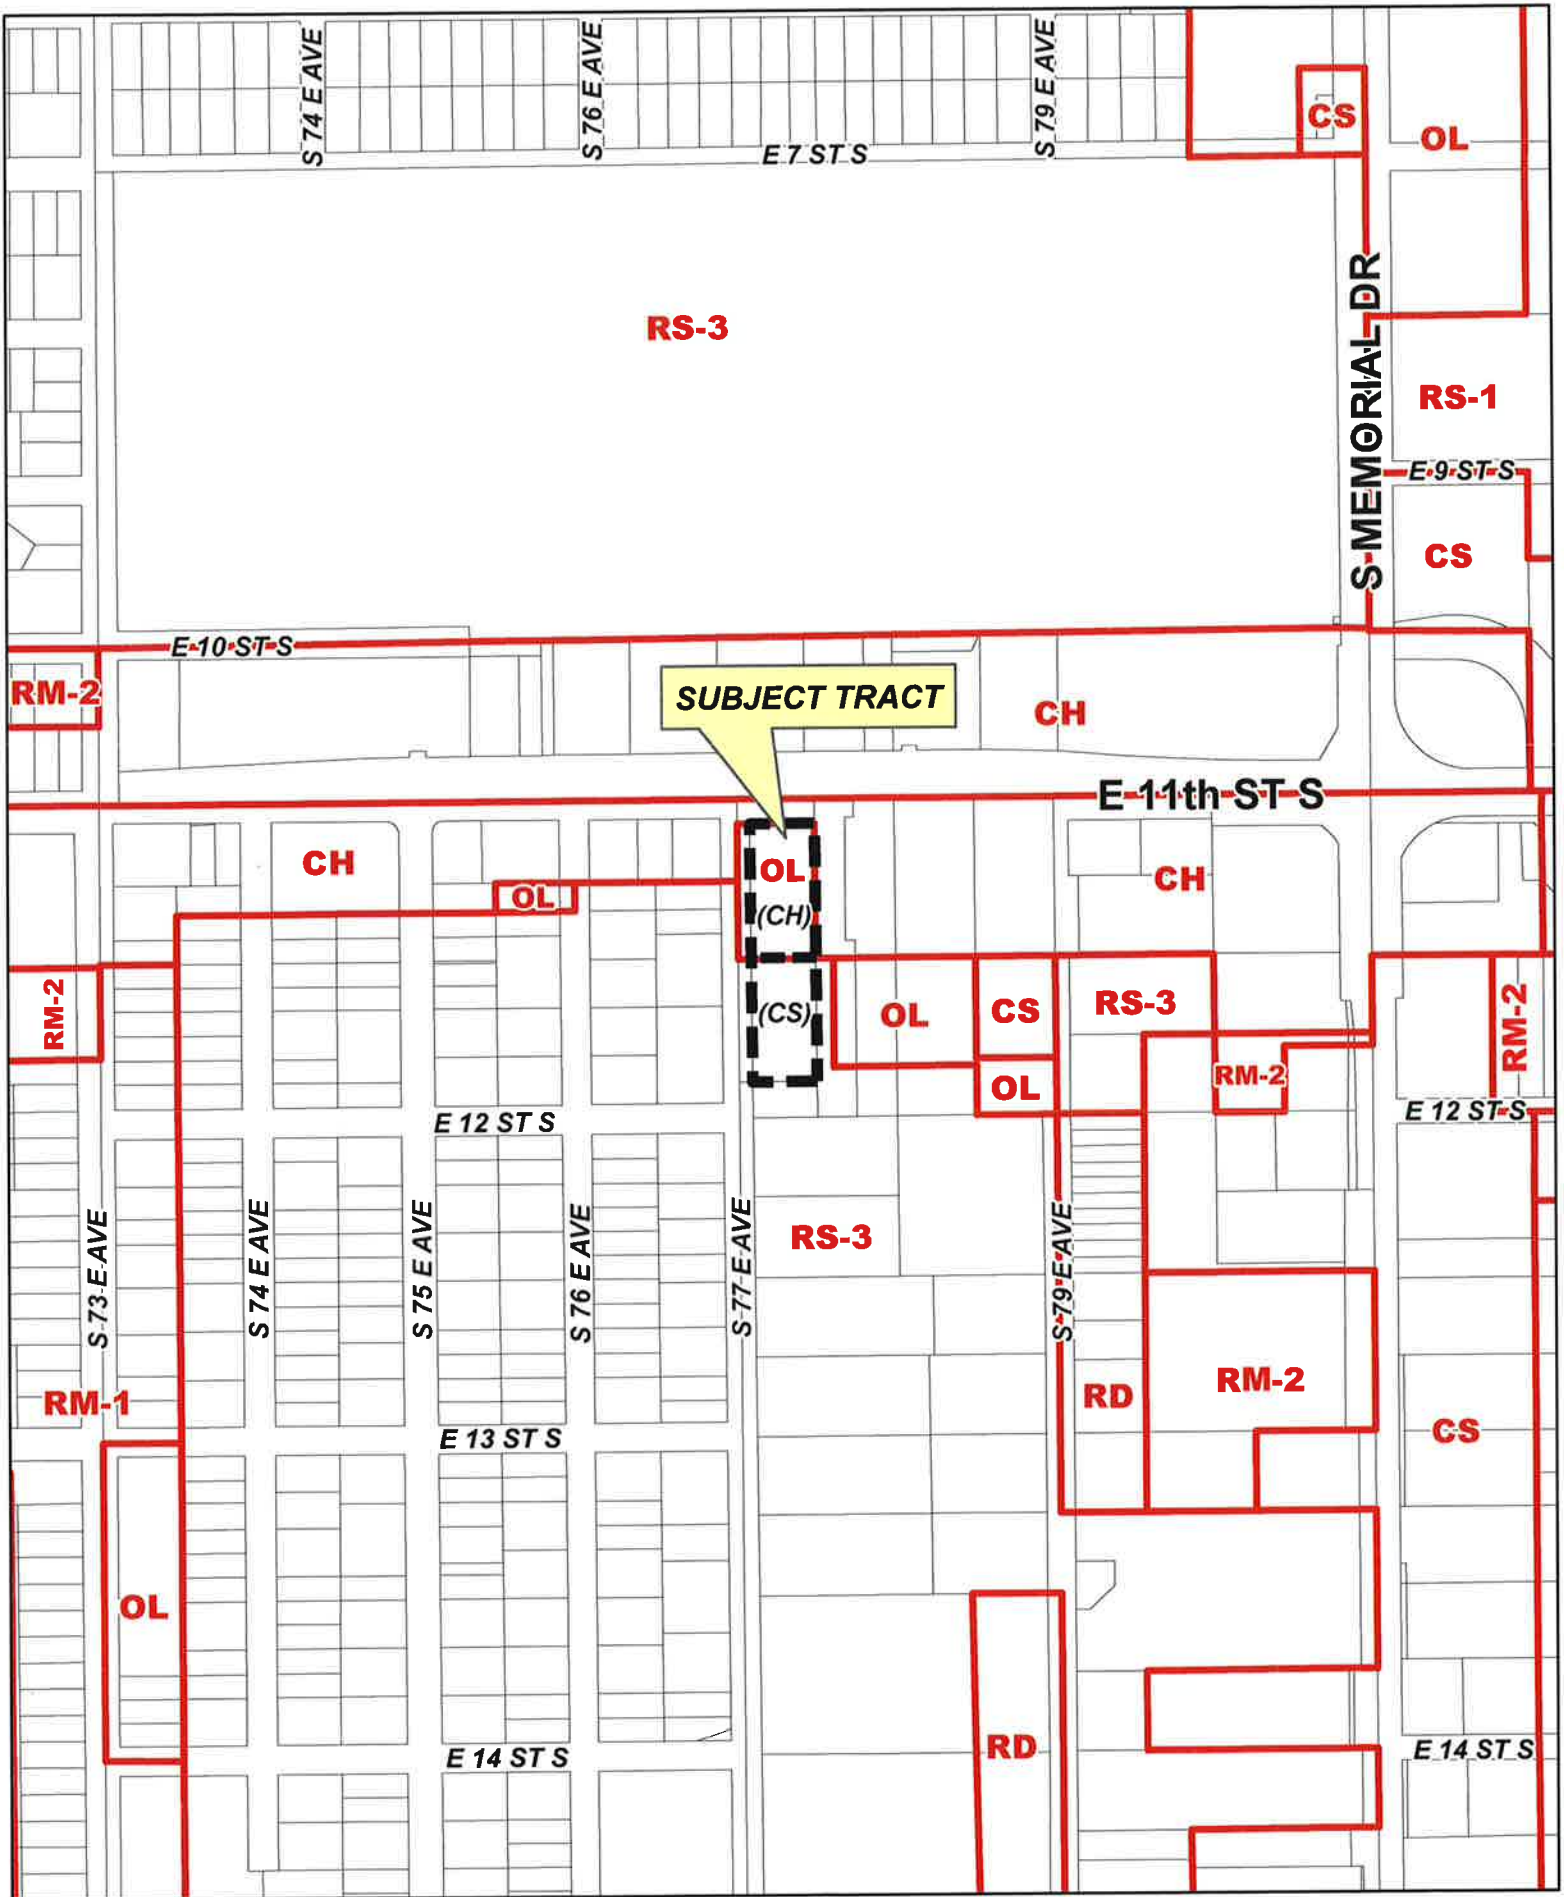 S 74 E AVE
S 76 E AVE
S 79 E AVE
CS
OL
E 7 ST S
RS-3
S MEMORIAL DR
RS-1
E 9 ST S
CS
E 10 ST S
RM-2
SUBJECT TRACT
CH
E 11th ST S
CH
OL
OL
(CH)
CH
RM-2
(CS)
OL
CS
RS-3
RM-2
RM-2
OL
E 12 ST S
E 12 ST S
S 73 E AVE
S 74 E AVE
S 75 E AVE
S 76 E AVE
S 77 E AVE
RS-3
S 79 E AVE
RM-1
RD
RM-2
CS
E 13 ST S
OL
RD
E 14 ST S
E 14 ST S